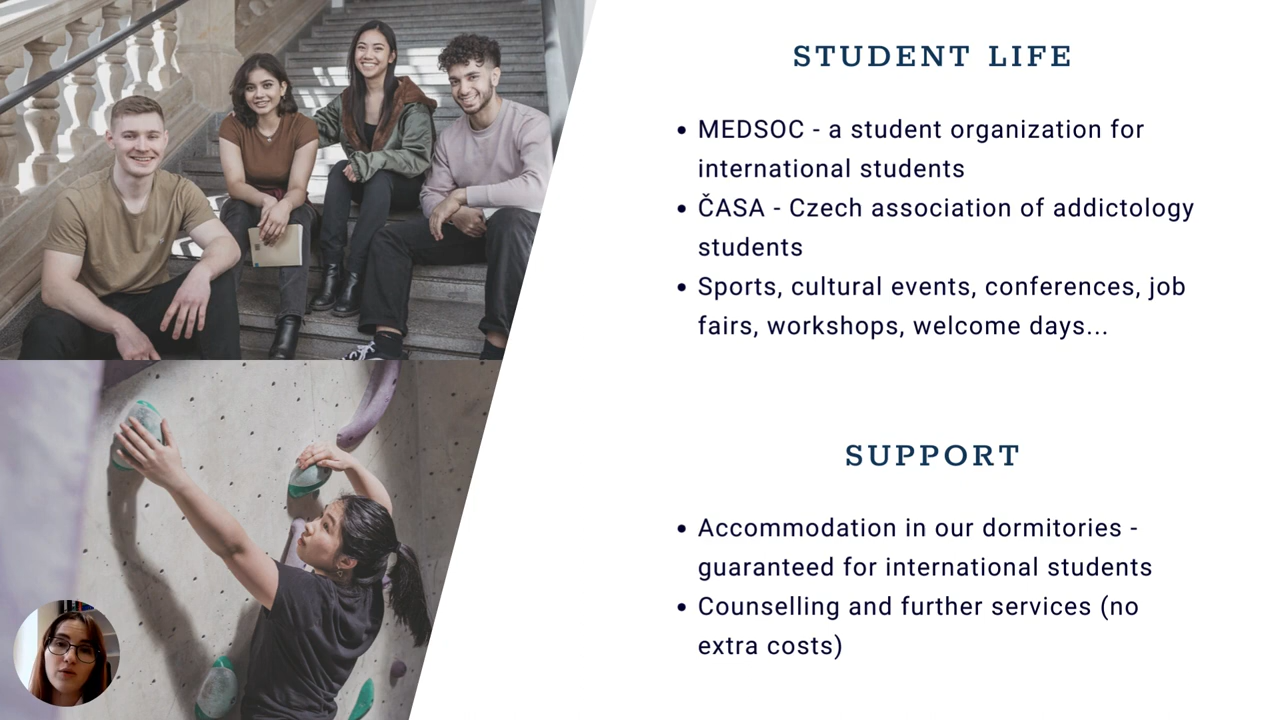 STUDENT LIFE
• MEDSOC - a student organization for
international students
• ČASA - Czech association of addictology
students
• Sports, cultural events, conferences, job
fairs, workshops, welcome days...
SUPPORT
• Accommodation in our dormitories -
guaranteed for international students
• Counselling and further services (no
extra costs)